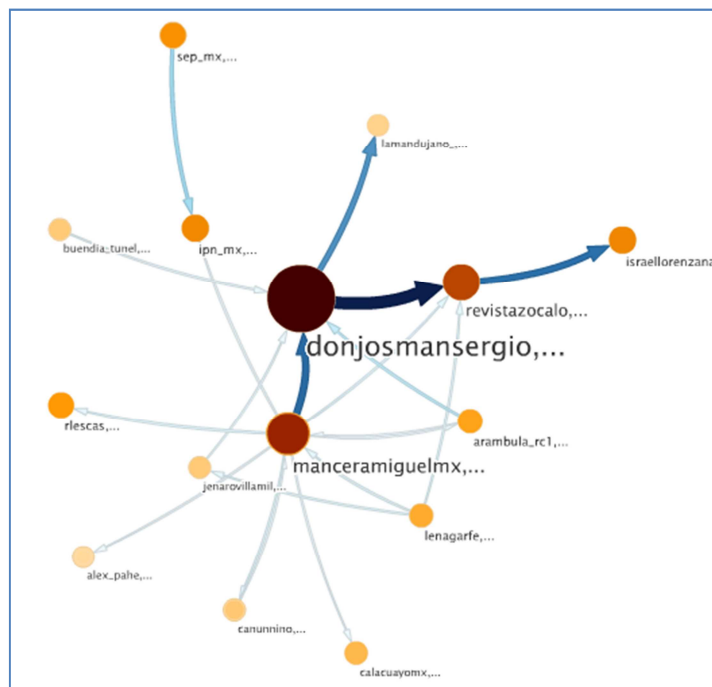 sep_mx,...
lamandujano_,...
buendia_tunel,...
ipn_mx,...
israellorenzana
revistazocalo,...
donjosmansergio,...
rlescas,...
arambula_rc1,...
manceramiguelmx,...
jenarovillamil,...
lenagarfe,...
alex_pahe,...
canunnino,...
calacuayomx,...